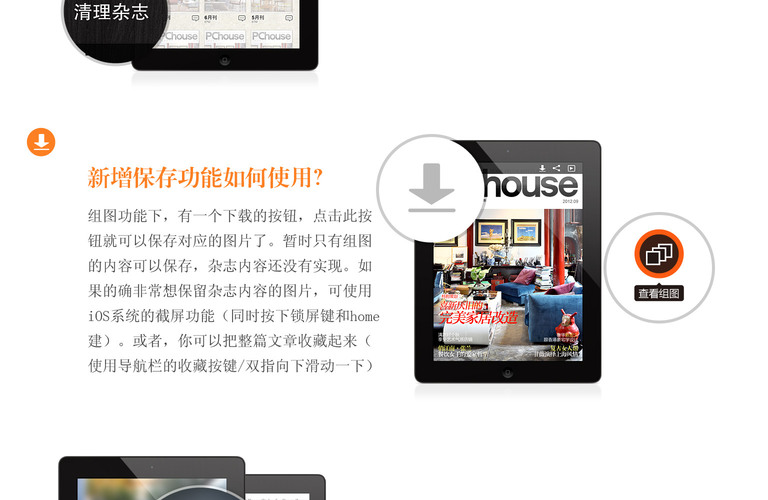 清理杂志
6月刊
5月刊
PChouse
PChouse
PChouse
新增保存功能如何使用?
组图功能下，有一个下载的按钮，点击此按
钮就可以保存对应的图片了。暂时只有组图
的内容可以保存，杂志内容还没有实现。如
果的确非常想保留杂志内容的图片，可使用
iOS系统的截屏功能（同时按下锁屏键和home
建）。或者，你可以把整篇文章收藏起来（
使用导航栏的收藏按键/双指向下滑动一下）
house
2012.09
喜新厌旧的
完美家居改造
查看组图